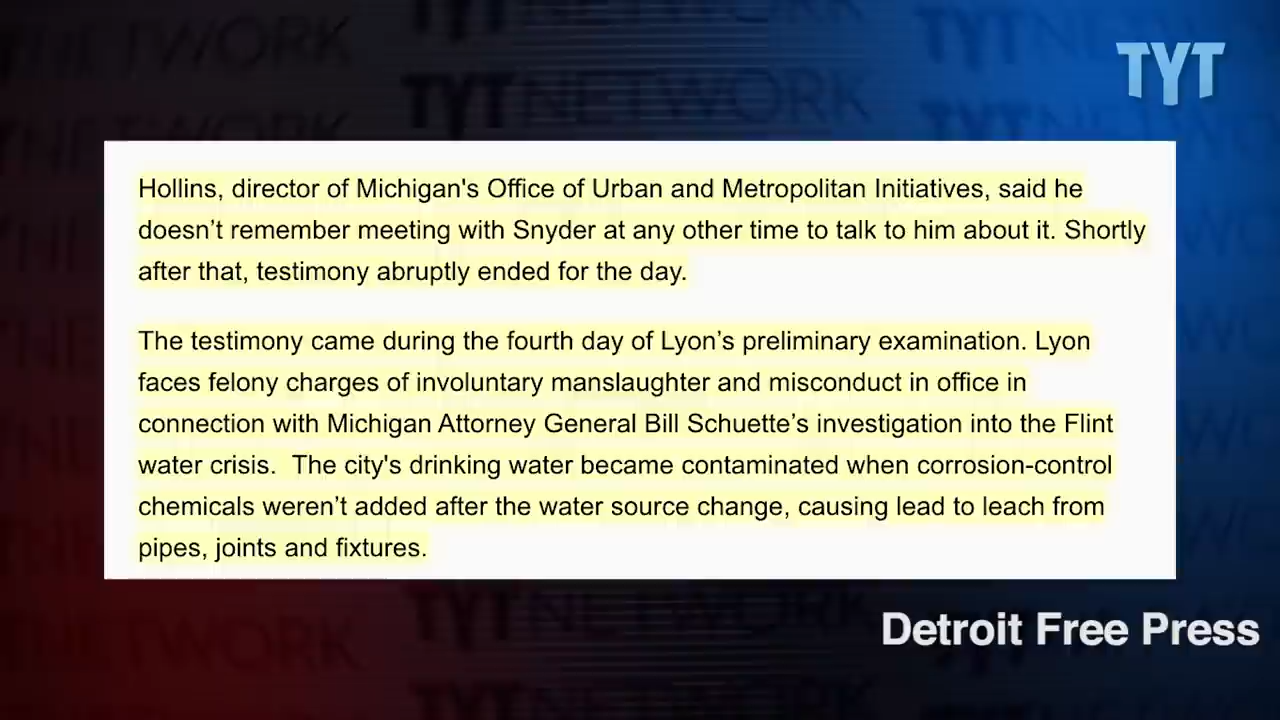 TYT
Hollins, director of Michigan's Office of Urban and Metropolitan Initiatives, said he
doesn’t remember meeting with Snyder at any other time to talk to him about it. Shortly
after that, testimony abruptly ended for the day.
The testimony came during the fourth day of Lyon’s preliminary examination. Lyon
faces felony charges of involuntary manslaughter and misconduct in office in
connection with Michigan Attorney General Bill Schuette’s investigation into the Flint
water crisis.  The city's drinking water became contaminated when corrosion-control
chemicals weren’t added after the water source change, causing lead to leach from
pipes, joints and fixtures.
Detroit Free Press
TYT NETWORK